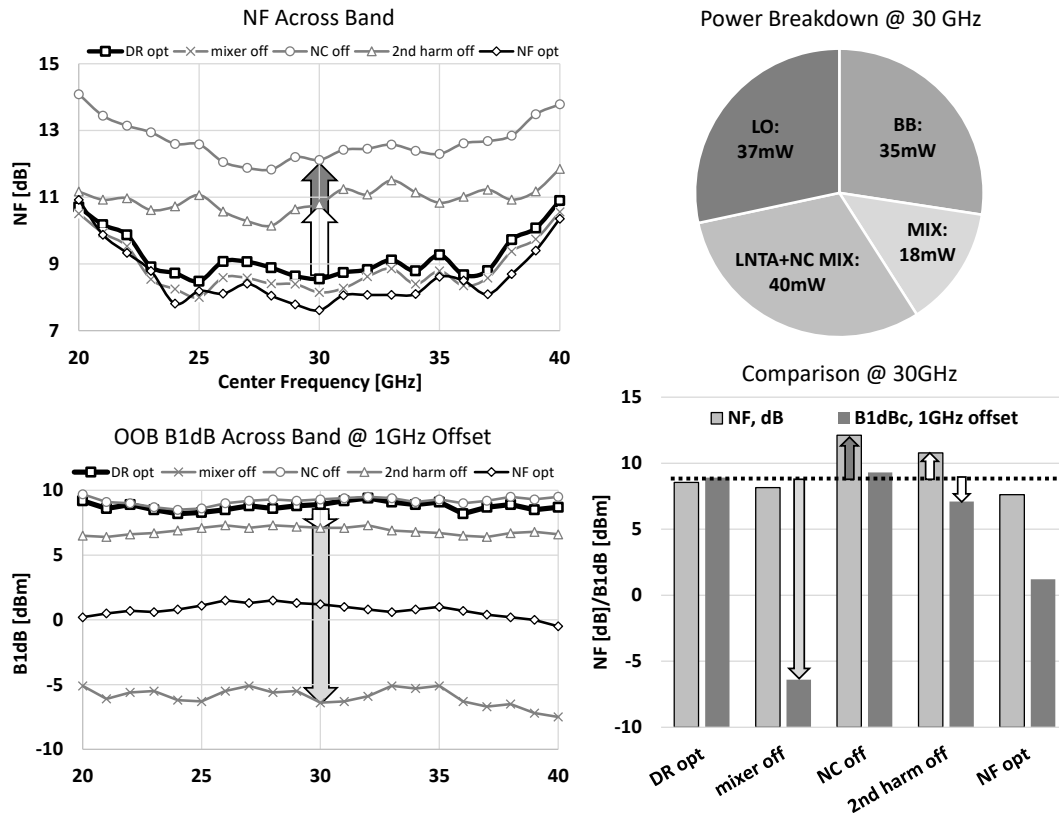 NF Across Band
DR opt mixer off NC off 2nd harm off NF opt
15
13
11
9
7
NF [dB]
20 25 30 35 40
Center Frequency [GHz]
Power Breakdown @ 30 GHz
LO:
37mW
BB:
35mW
MIX:
18mW
LNTA+NC MIX:
40mW
OOB B1dB Across Band @ 1GHz Offset
DR opt mixer off NC off 2nd harm off NF opt
10
5
0
-5
-10
B1dB [dBm]
20 25 30 35 40
Comparison @ 30GHz
NF, dB B1dBc, 1GHz offset
15
10
5
0
-5
-10
NF [dB]/B1dB [dBm]
DR opt mixer off NC off 2nd harm off NF opt